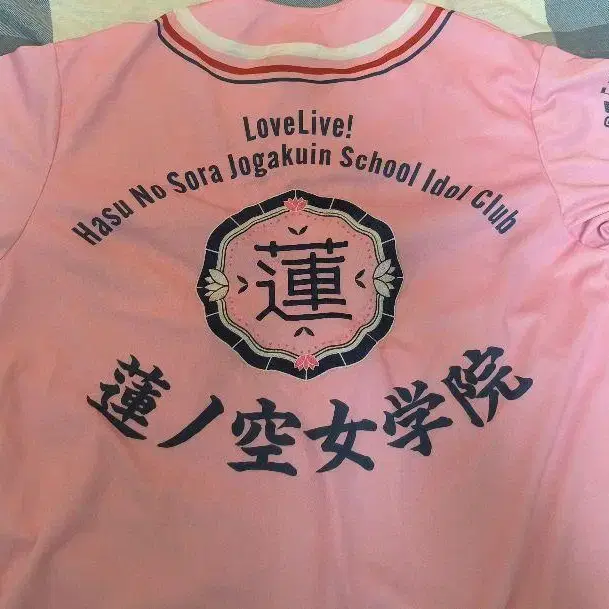 LoveLive!
Hasu No Sora Jogakuin School Idol Club
蓮
蓮ノ空女学院